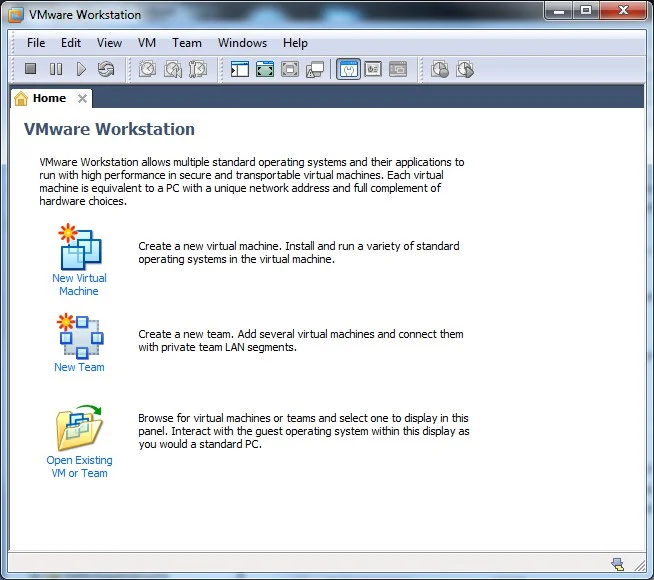 VMware Workstation
File Edit View VM Team Windows Help
Home
VMware Workstation
VMware Workstation allows multiple standard operating systems and their applications to
run with high performance in secure and transportable virtual machines. Each virtual
machine is equivalent to a PC with a unique network address and full complement of
hardware choices.
New Virtual
Machine
Create a new virtual machine. Install and run a variety of standard
operating systems in the virtual machine.
New Team
Create a new team. Add several virtual machines and connect them
with private team LAN segments.
Open Existing
VM or Team
Browse for virtual machines or teams and select one to display in this
panel. Interact with the guest operating system within this display as
you would a standard PC.